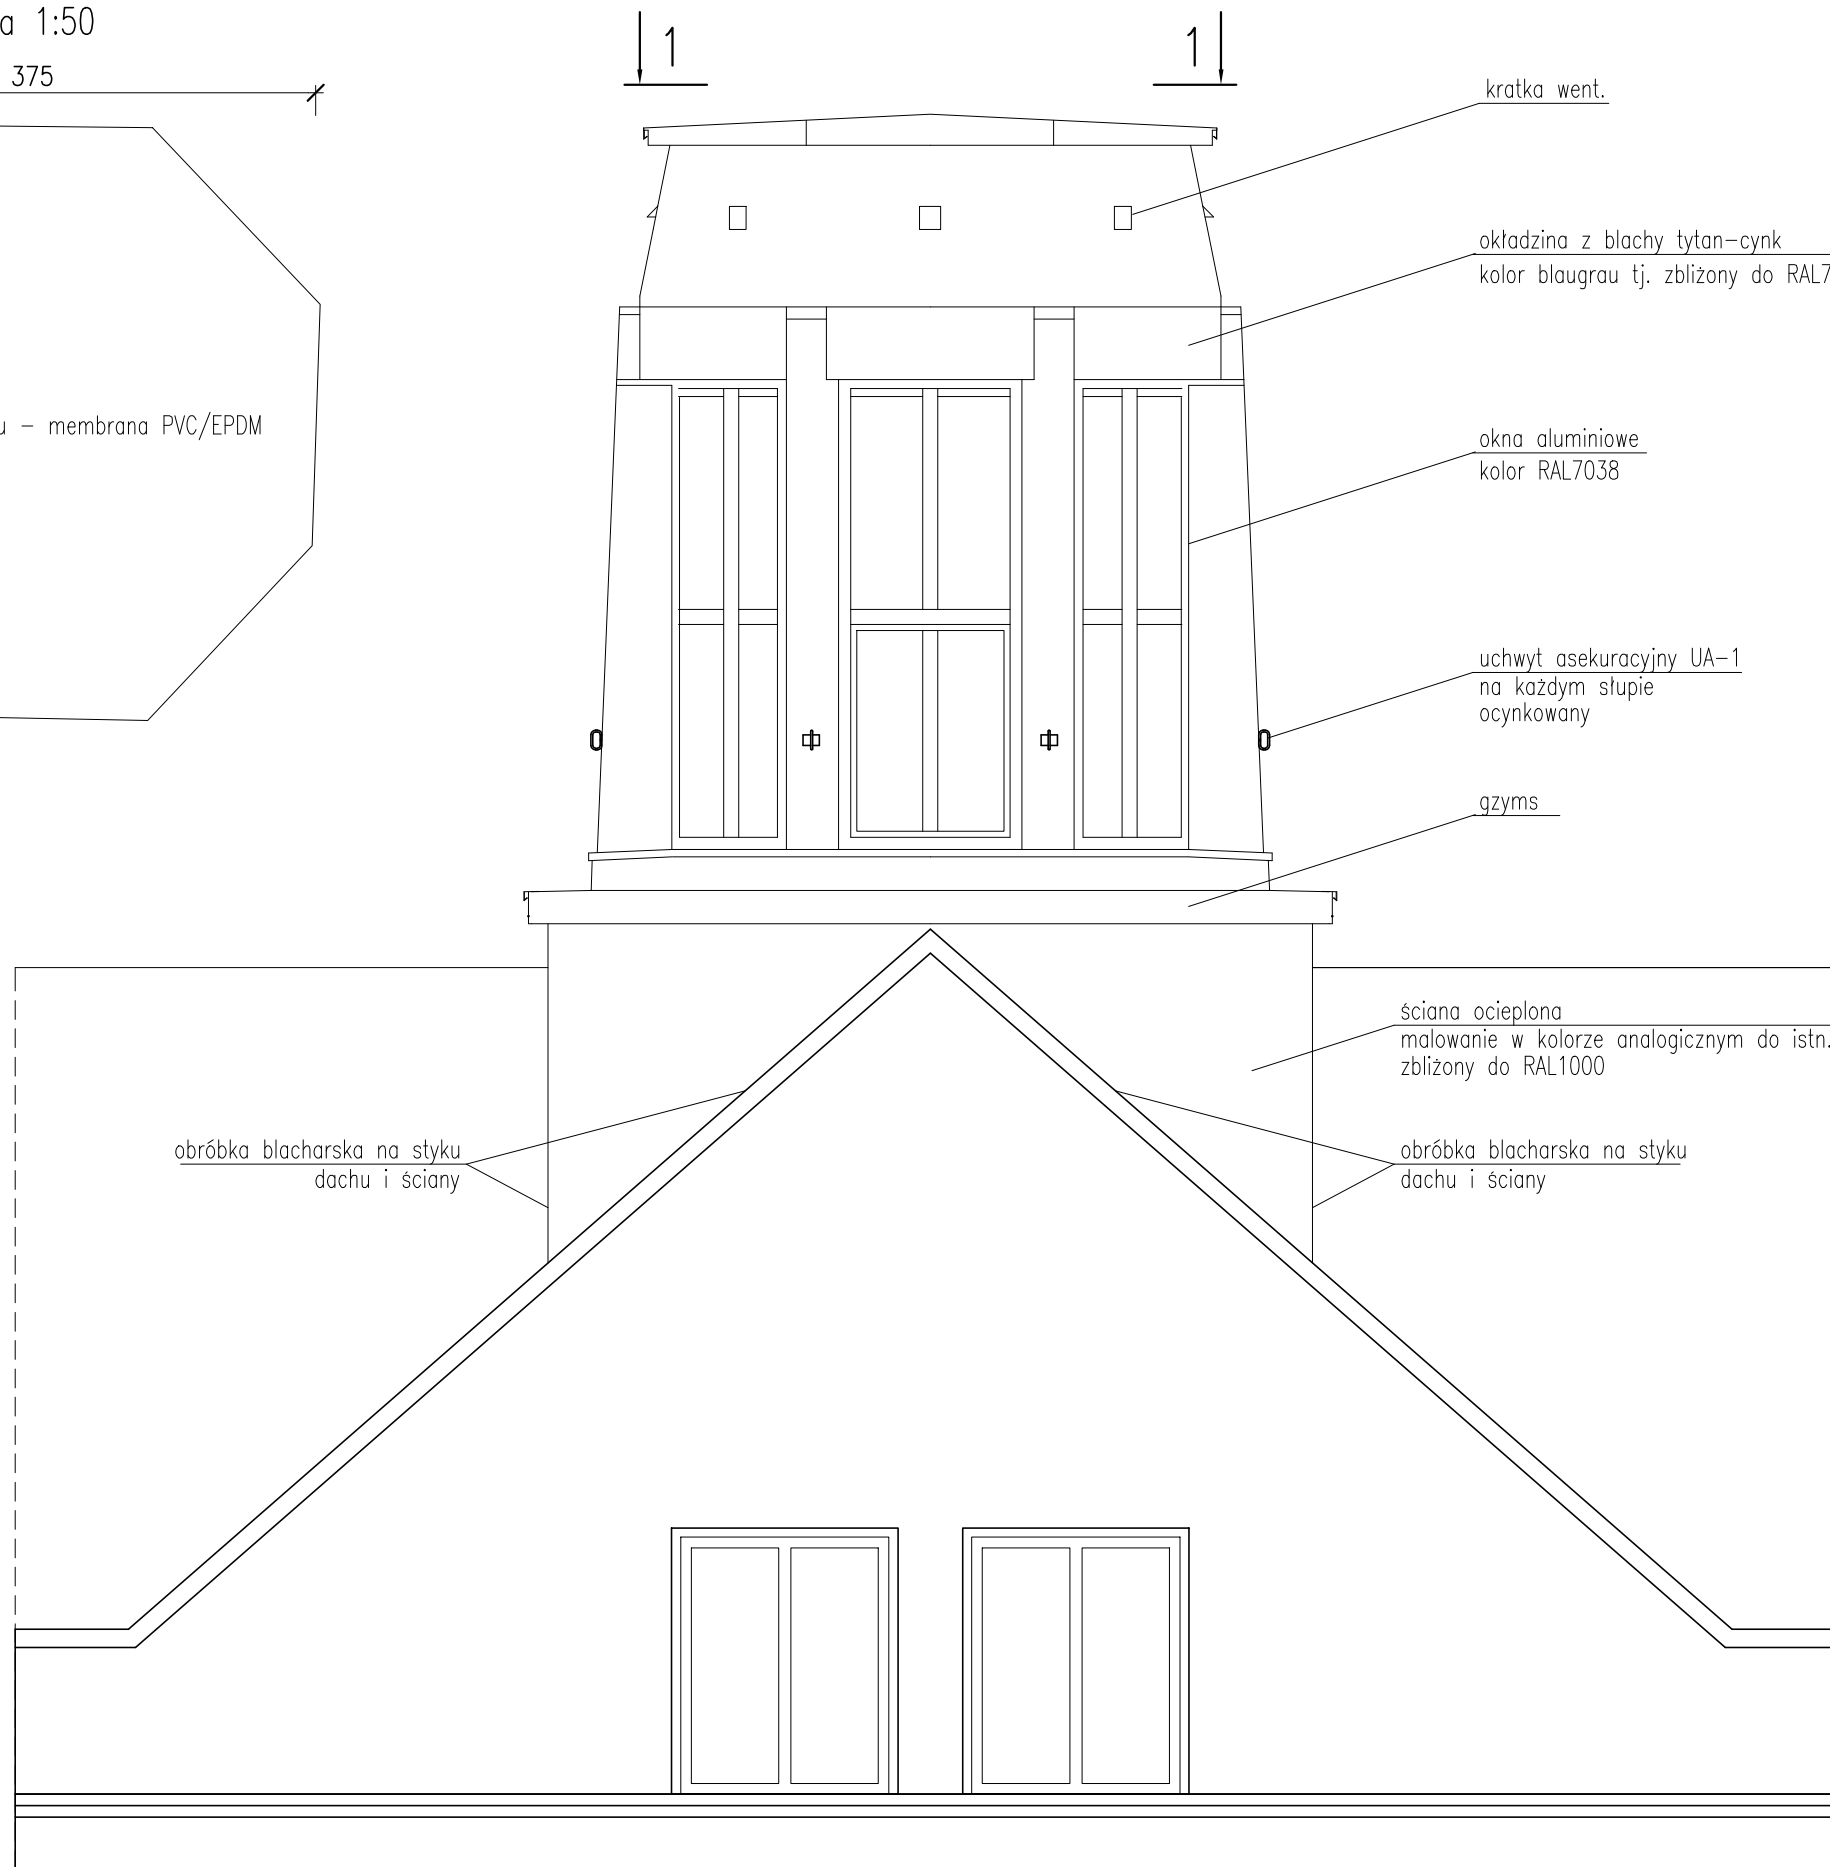 a 1:50
375
1
1
kratka went.
okładzina z blachy tytan-cynk
kolor blaugrau tj. zbliżony do RAL7
u - membrana PVC/EPDM
okna aluminiowe
kolor RAL7038
uchwyt asekuracyjny UA-1
na każdym słupie
ocynkowany
gzyms
ściana ocieplona
malowanie w kolorze analogicznym do istn.
zbliżony do RAL1000
obróbka blacharska na styku
dachu i ściany
obróbka blacharska na styku
dachu i ściany